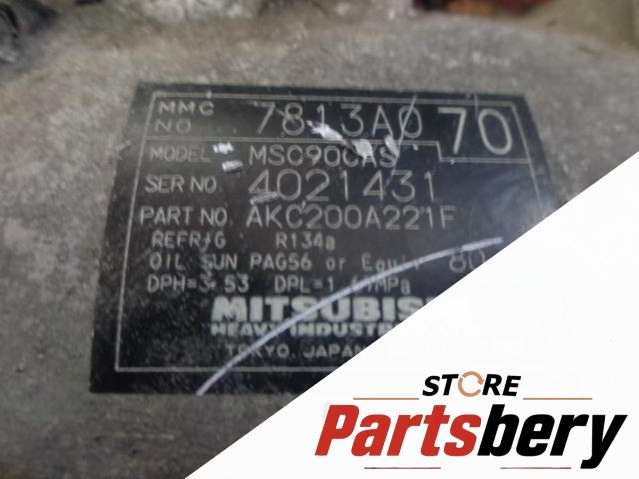 MMC
NO 7813A0 70
MODEL MSC90CAS
SER NO. 4021431
PART NO. AKC200A221F
REFRIG R134a
OIL SUN PAG56 or Equiv 80
DPH=3.53 DPL=1. MPa
MITSUBISHI
HEAVY INDUSTRIES
TOKYO, JAPAN
STORE
Partsbery